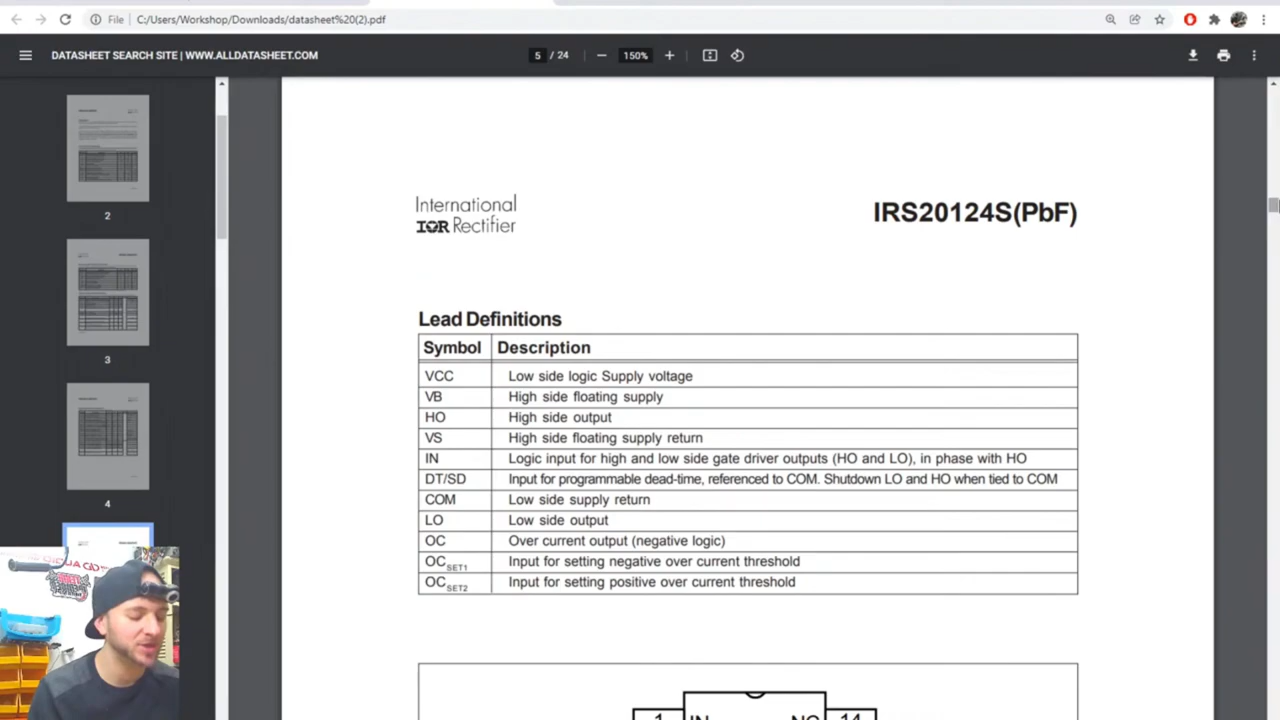 File C:/Users/Workshop/Downloads/datasheet%20(2).pdf
DATASHEET SEARCH SITE | WWW.ALLDATASHEET.COM
5 / 24
150%
2
3
4
International
IOR Rectifier
IRS20124S(PbF)
Lead Definitions
Symbol Description
VCC Low side logic Supply voltage
VB High side floating supply
HO High side output
VS High side floating supply return
IN Logic input for high and low side gate driver outputs (HO and LO), in phase with HO
DT/SD Input for programmable dead-time, referenced to COM. Shutdown LO and HO when tied to COM
COM Low side supply return
LO Low side output
OC Over current output (negative logic)
OCSET1 Input for setting negative over current threshold
OCSET2 Input for setting positive over current threshold
1 IN NC 14